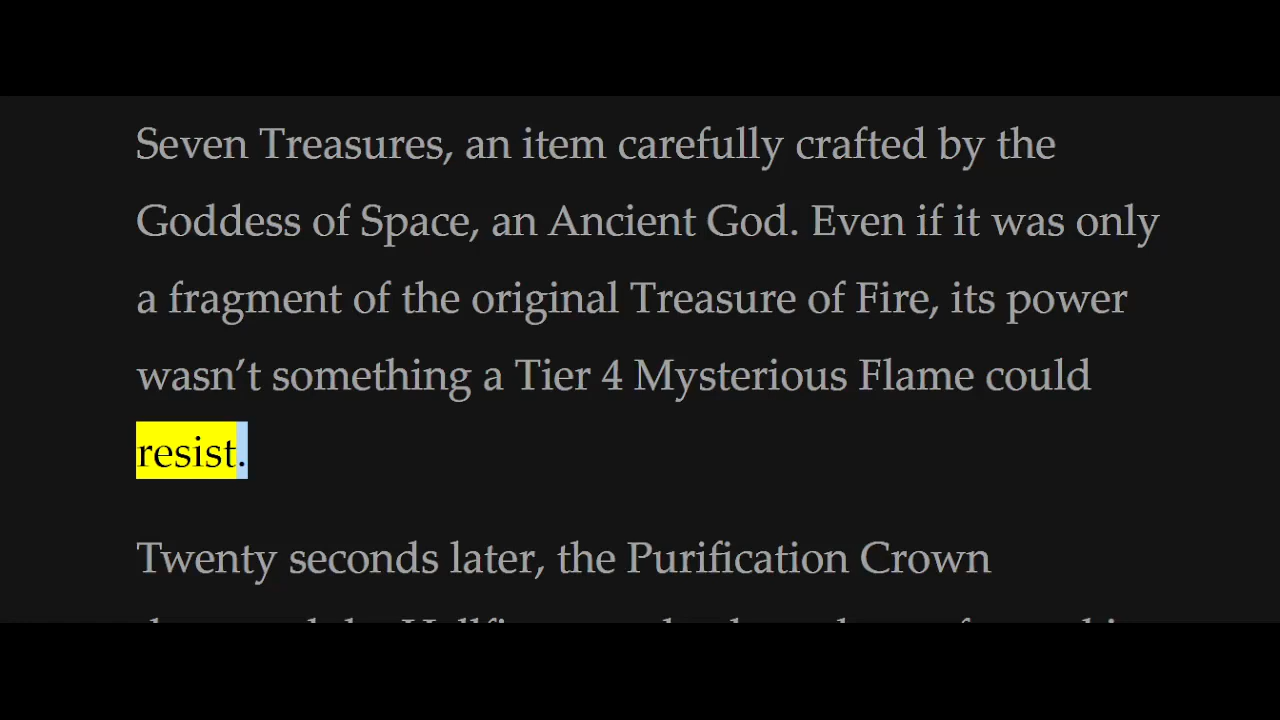 Seven Treasures, an item carefully crafted by the
Goddess of Space, an Ancient God. Even if it was only
a fragment of the original Treasure of Fire, its power
wasn’t something a Tier 4 Mysterious Flame could
resist.
Twenty seconds later, the Purification Crown